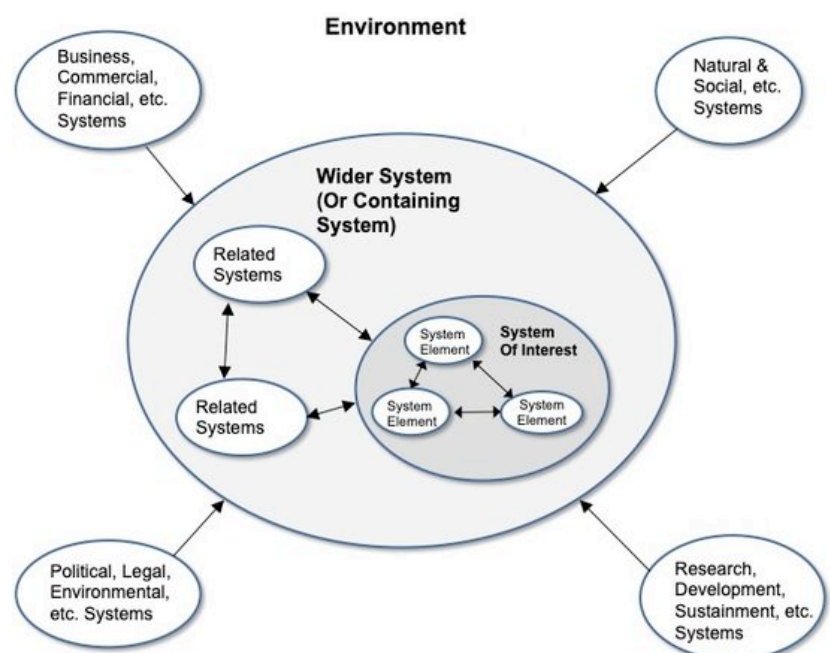 Environment
Business,
Commercial,
Financial, etc.
Systems
Natural &
Social, etc.
Systems
Wider System
(Or Containing
System)
Related
Systems
System
Element
System
Of Interest
Related
Systems
System
Element
System
Element
Political, Legal,
Environmental,
etc. Systems
Research,
Development,
Sustainment, etc.
Systems